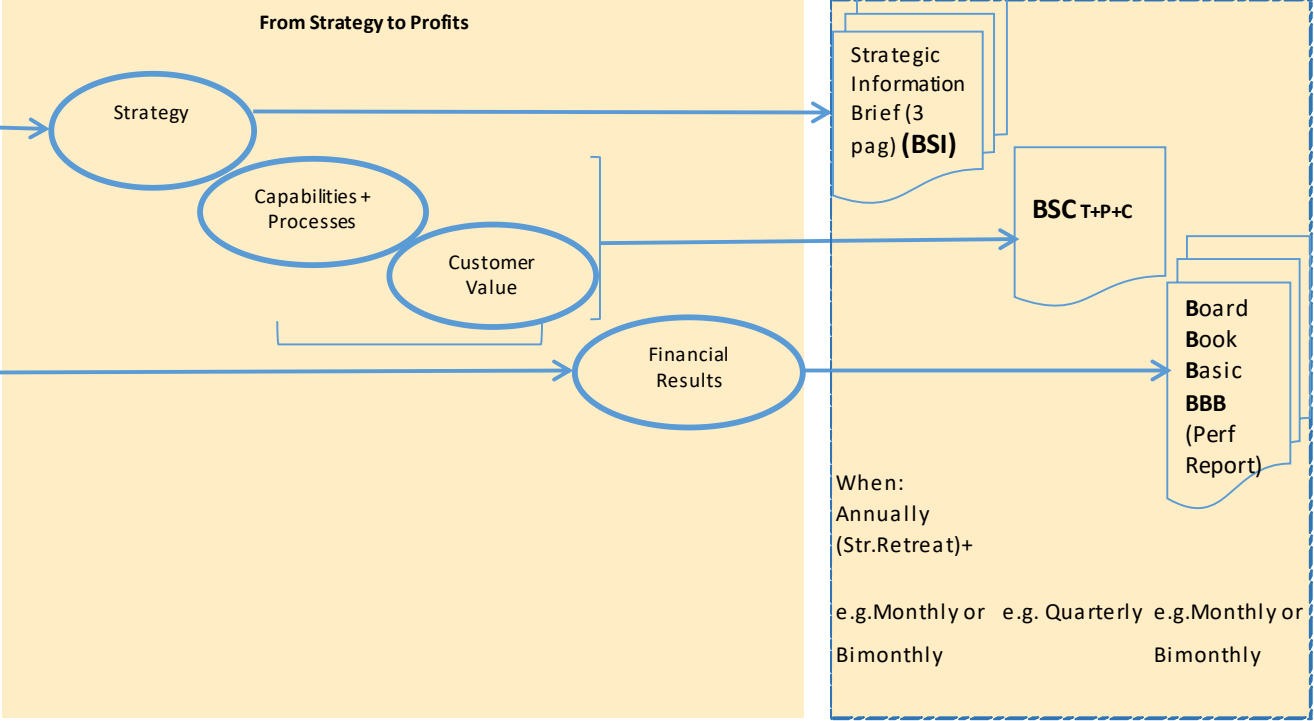 From Strategy to Profits
Strategy
Capabilities +
Processes
Customer
Value
Financial
Results
Strategic
Information
Brief (3
pag) (BSI)
BSC T+P+C
Board
Book
Basic
BBB
(Perf
Report)
When:
Annually
(Str.Retreat)+
e.g.Monthly or
Bimonthly
e.g. Quarterly
e.g.Monthly or
Bimonthly